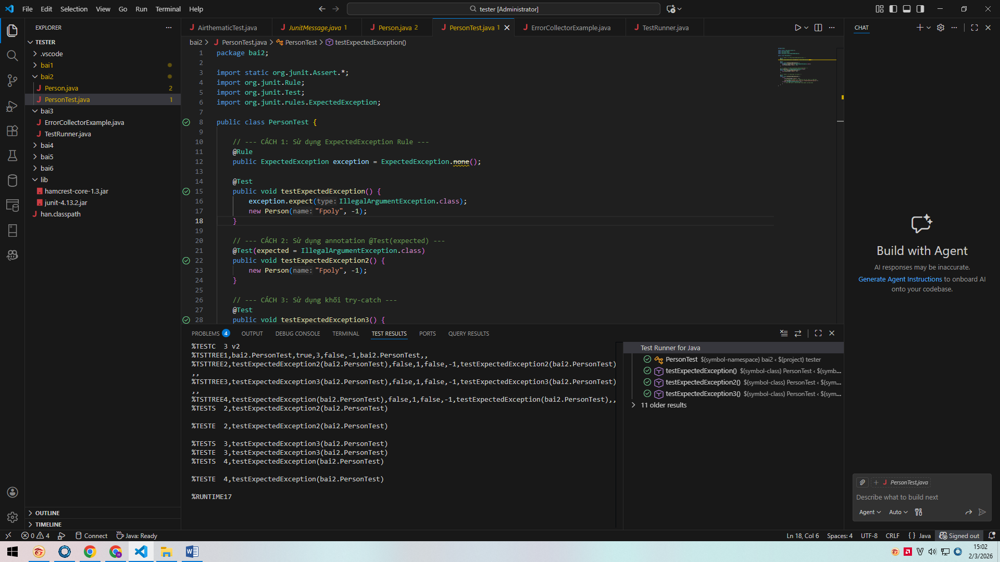 File Edit Selection View Go Run Terminal Help
tester [Administrator]
EXPLORER
TESTER
.vscode
bai1
bai2
Person.java 2
PersonTest.java 1
bai3
ErrorCollectorExample.java
TestRunner.java
bai4
bai5
bai6
lib
hamcrest-core-1.3.jar
junit-4.13.2.jar
han.classpath
OUTLINE
TIMELINE
AirthematicTest.java JunitMessage.java 1 Person.java 2 PersonTest.java 1 ErrorCollectorExample.java TestRunner.java
bai2 > PersonTest.java > PersonTest > testExpectedException()
1 package bai2;
2
3 import static org.junit.Assert.*;
4 import org.junit.Rule;
5 import org.junit.Test;
6 import org.junit.rules.ExpectedException;
7
8 public class PersonTest {
9
10 // --- CÁCH 1: Sử dụng ExpectedException Rule ---
11 @Rule
12 public ExpectedException exception = ExpectedException.none();
13
14 @Test
15 public void testExpectedException() {
16 exception.expect(type: IllegalArgumentException.class);
17 new Person(name: "Fpoly", -1);
18 }
19
20 // --- CÁCH 2: Sử dụng annotation @Test(expected) ---
21 @Test(expected = IllegalArgumentException.class)
22 public void testExpectedException2() {
23 new Person(name: "Fpoly", -1);
24 }
25
26 // --- CÁCH 3: Sử dụng khối try-catch ---
27 @Test
28 public void testExpectedException3() {
PROBLEMS 4 OUTPUT DEBUG CONSOLE TERMINAL TEST RESULTS PORTS QUERY RESULTS
%TESTC 3 v2
%TSTTREE1,bai2.PersonTest,true,3,false,-1,bai2.PersonTest,,
%TSTTREE2,testExpectedException2(bai2.PersonTest),false,1,false,-1,testExpectedException2(bai2.PersonTest)
,,
%TSTTREE3,testExpectedException3(bai2.PersonTest),false,1,false,-1,testExpectedException3(bai2.PersonTest)
,,
%TSTTREE4,testExpectedException(bai2.PersonTest),false,1,false,-1,testExpectedException(bai2.PersonTest),,
%TESTS 2,testExpectedException2(bai2.PersonTest)
%TESTE 2,testExpectedException2(bai2.PersonTest)
%TESTS 3,testExpectedException3(bai2.PersonTest)
%TESTE 3,testExpectedException3(bai2.PersonTest)
%TESTS 4,testExpectedException(bai2.PersonTest)
%TESTE 4,testExpectedException(bai2.PersonTest)
%RUNTIME17
Test Runner for Java
PersonTest $(symbol-namespace) bai2 < $(project) tester
testExpectedException() $(symbol-class) PersonTest < $(symb...
testExpectedException2() $(symbol-class) PersonTest < $(sym...
testExpectedException3() $(symbol-class) PersonTest < $(sym...
11 older results
CHAT
Build with Agent
AI responses may be inaccurate.
Generate Agent Instructions to onboard AI
onto your codebase.
PersonTest.java
Describe what to build next
Agent Auto
0 4 Connect Java: Ready
Ln 18, Col 6 Spaces: 4 UTF-8 CRLF {} Java Signed out
15:02
2/3/2026